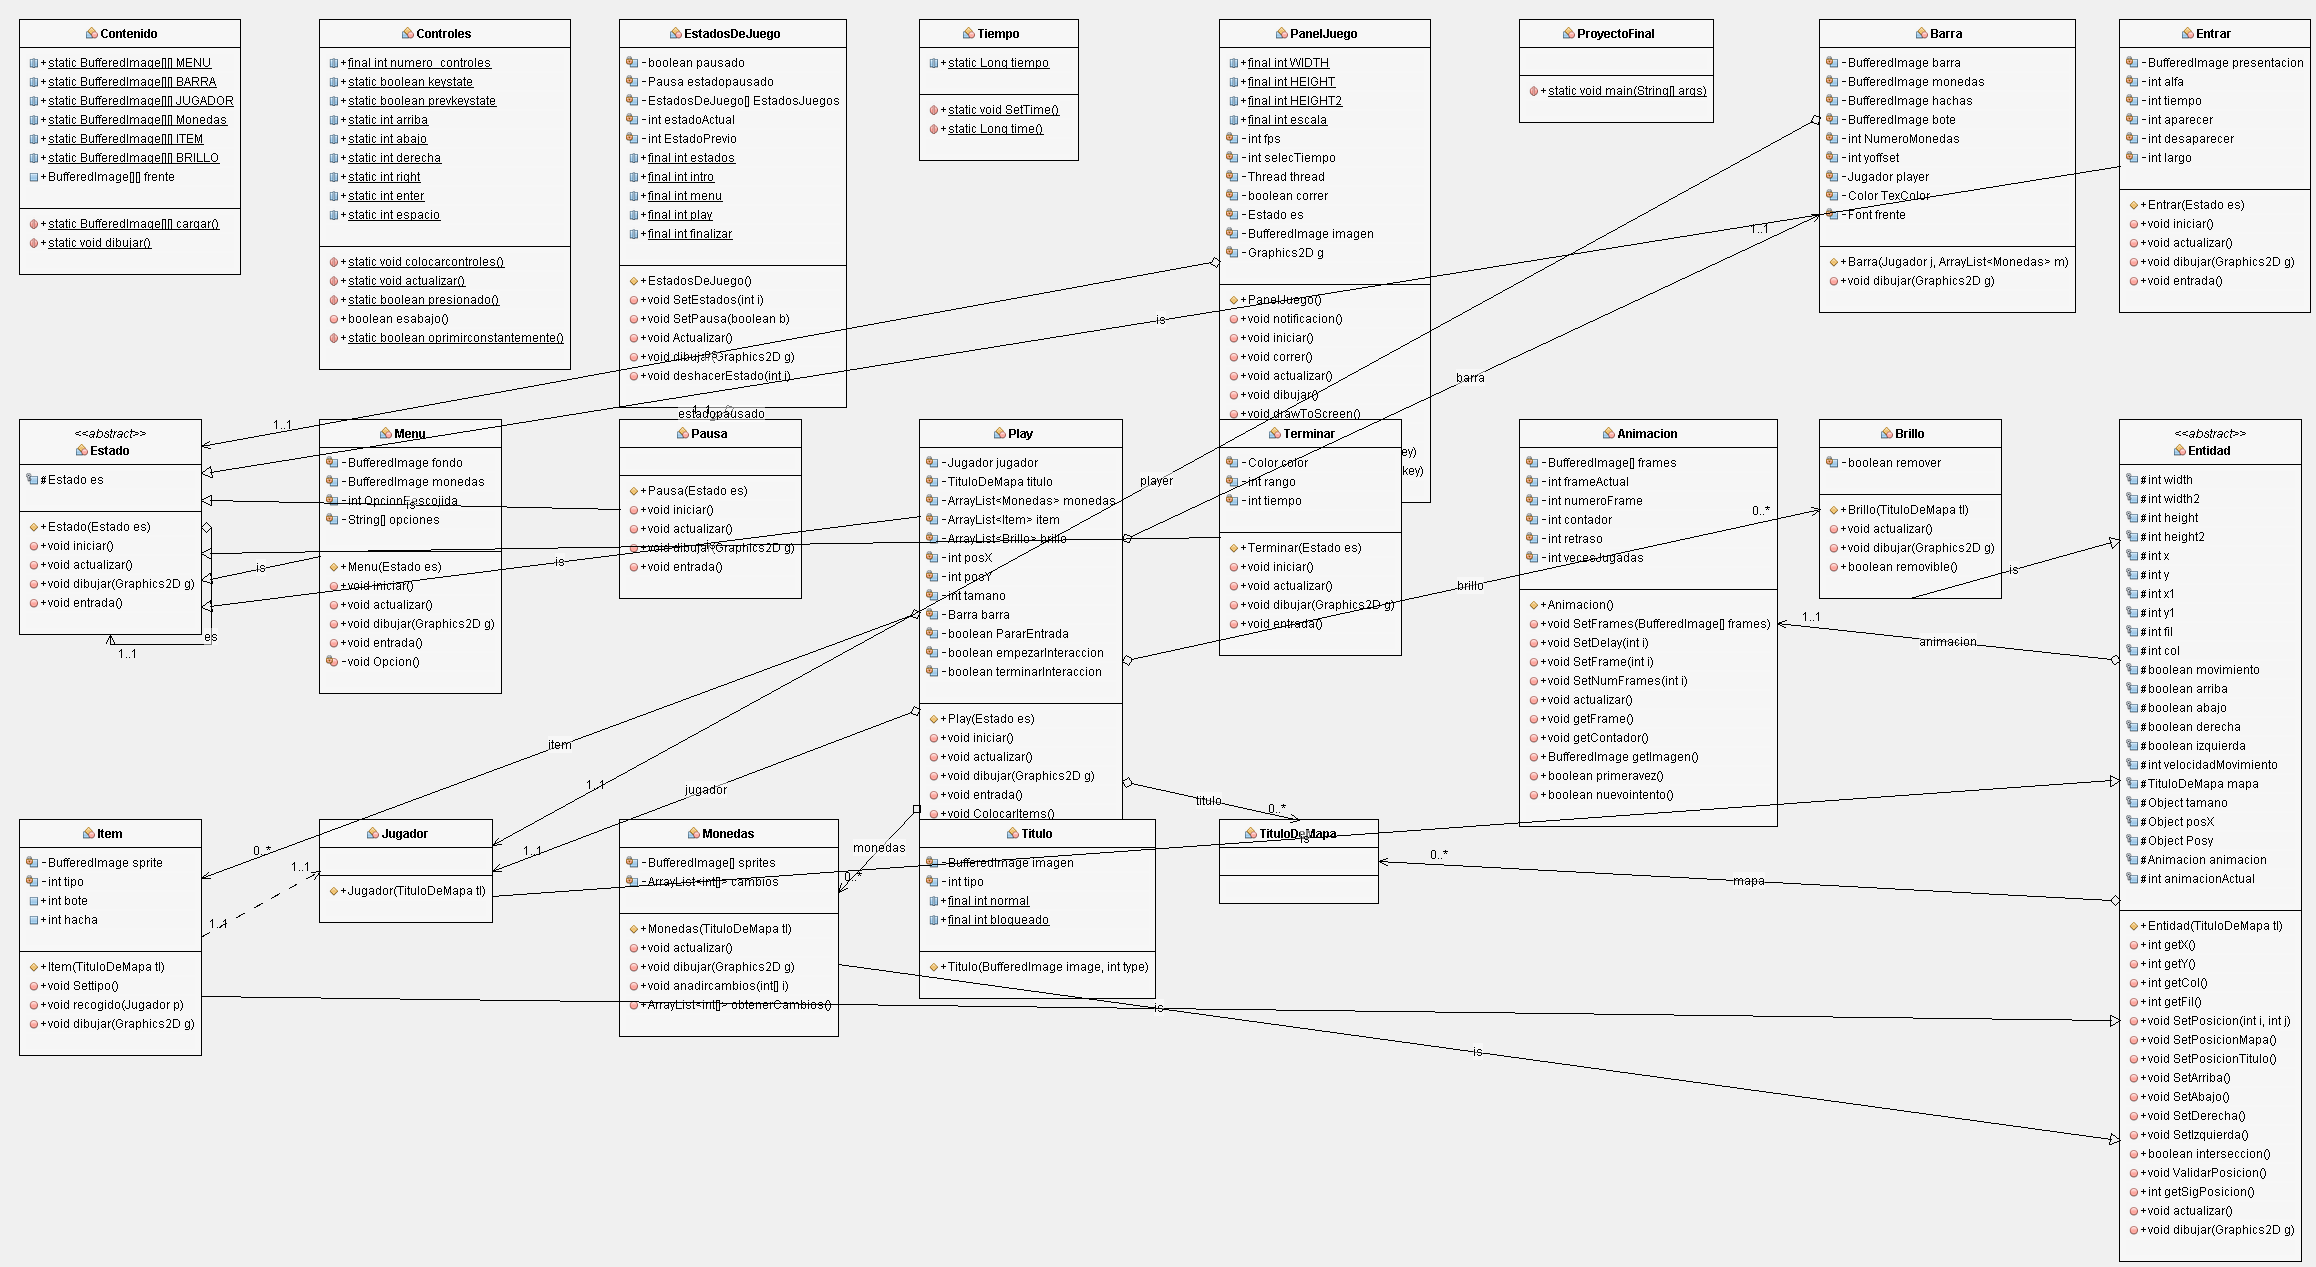 Contenido
+static BufferedImage[][] MENU
+static BufferedImage[][] BARRA
+static BufferedImage[][] JUGADOR
+static BufferedImage[][] Monedas
+static BufferedImage[][] ITEM
+static BufferedImage[][] BRILLO
+BufferedImage[][] frente
+static BufferedImage[][] cargar()
+static void dibujar()
Controles
+final int numero_controles
+static boolean keystate
+static boolean prevkeystate
+static int arriba
+static int abajo
+static int derecha
+static int right
+static int enter
+static int espacio
+static void colocarcontroles()
+static void actualizar()
+static boolean presionado()
+boolean esabajo()
+static boolean oprimirconstantemente()
EstadosDeJuego
-boolean pausado
-Pausa estadopausado
-EstadosDeJuego[] EstadosJuegos
-int estadoActual
-int EstadoPrevio
+final int estados
+final int intro
+final int menu
+final int play
+final int finalizar
+EstadosDeJuego()
+void SetEstados(int i)
+void SetPausa(boolean b)
+void Actualizar()
+void dibujar(Graphics2D g)
+void deshacerEstado(int i)
Tiempo
+static Long tiempo
+static void SetTime()
+static Long time()
PanelJuego
+final int WIDTH
+final int HEIGHT
+final int HEIGHT2
+final int escala
-int fps
-int selecTiempo
-Thread thread
-boolean correr
-Estado es
-BufferedImage imagen
-Graphics2D g
+PanelJuego()
+void notificacion()
+void iniciar()
+void correr()
+void actualizar()
+void dibujar()
+void drawToScreen()
ey)
key)
ProyectoFinal
+static void main(String[] args)
Barra
-BufferedImage barra
-BufferedImage monedas
-BufferedImage hachas
-BufferedImage bote
-int NumeroMonedas
-int yoffset
-Jugador player
-Color TexColor
-Font frente
+Barra(Jugador j, ArrayList<Monedas> m)
+void dibujar(Graphics2D g)
Entrar
-BufferedImage presentacion
-int alfa
-int tiempo
-int aparecer
-int desaparecer
-int largo
+Entrar(Estado es)
+void iniciar()
+void actualizar()
+void dibujar(Graphics2D g)
+void entrada()
1..1
is
es
barra
estadopausado
1..1
<<abstract>>
Estado
#Estado es
+Estado(Estado es)
+void iniciar()
+void actualizar()
+void dibujar(Graphics2D g)
+void entrada()
es
1..1
Menu
-BufferedImage fondo
-BufferedImage monedas
-int OpcionEescojida
-String[] opciones
+Menu(Estado es)
+void iniciar()
+void actualizar()
+void dibujar(Graphics2D g)
+void entrada()
-void Opcion()
is
is
is
Pausa
+Pausa(Estado es)
+void iniciar()
+void actualizar()
+void dibujar(Graphics2D g)
+void entrada()
Play
-Jugador jugador
-TituloDeMapa titulo
-ArrayList<Monedas> monedas
-ArrayList<Item> item
-ArrayList<Brillo> brillo
-int posX
-int posY
-int tamano
-Barra barra
-boolean PararEntrada
-boolean empezarInteraccion
-boolean terminarInteraccion
+Play(Estado es)
+void iniciar()
+void actualizar()
+void dibujar(Graphics2D g)
+void entrada()
+void ColocarItems()
player
Terminar
-Color color
-int rango
-int tiempo
+Terminar(Estado es)
+void iniciar()
+void actualizar()
+void dibujar(Graphics2D g)
+void entrada()
brillo
Animacion
-BufferedImage[] frames
-int frameActual
-int numeroFrame
-int contador
-int retraso
-int vecesJugadas
+Animacion()
+void SetFrames(BufferedImage[] frames)
+void SetDelay(int i)
+void SetFrame(int i)
+void SetNumFrames(int i)
+void actualizar()
+void getFrame()
+void getContador()
+BufferedImage getImagen()
+boolean primeravez()
+boolean nuevointento()
0..*
Brillo
-boolean remover
+Brillo(TituloDeMapa tl)
+void actualizar()
+void dibujar(Graphics2D g)
+boolean removible()
is
1..1
animacion
<<abstract>>
Entidad
#int width
#int width2
#int height
#int height2
#int x
#int y
#int x1
#int y1
#int fil
#int col
#boolean movimiento
#boolean arriba
#boolean abajo
#boolean derecha
#boolean izquierda
#int velocidadMovimiento
#TituloDeMapa mapa
#Object tamano
#Object posX
#Object Posy
#Animacion animacion
#int animacionActual
+Entidad(TituloDeMapa tl)
+int getX()
+int getY()
+int getCol()
+int getFil()
+void SetPosicion(int i, int j)
+void SetPosicionMapa()
+void SetPosicionTitulo()
+void SetArriba()
+void SetAbajo()
+void SetDerecha()
+void SetIzquierda()
+boolean interseccion()
+void ValidarPosicion()
+int getSigPosicion()
+void actualizar()
+void dibujar(Graphics2D g)
item
1..1
jugador
titulo
0..*
Item
-BufferedImage sprite
-int tipo
+int bote
+int hacha
+Item(TituloDeMapa tl)
+void Settipo()
+void recogido(Jugador p)
+void dibujar(Graphics2D g)
0..*
1..1
1..1
Jugador
+Jugador(TituloDeMapa tl)
1..1
Monedas
-BufferedImage[] sprites
-ArrayList<int[]> cambios
+Monedas(TituloDeMapa tl)
+void actualizar()
+void dibujar(Graphics2D g)
+void anadircambios(int[] i)
+ArrayList<int[]> obtenerCambios()
monedas
0..*
Titulo
-BufferedImage imagen
-int tipo
+final int normal
+final int bloqueado
+Titulo(BufferedImage image, int type)
TituloDeMapa
is
0..*
mapa
is
is